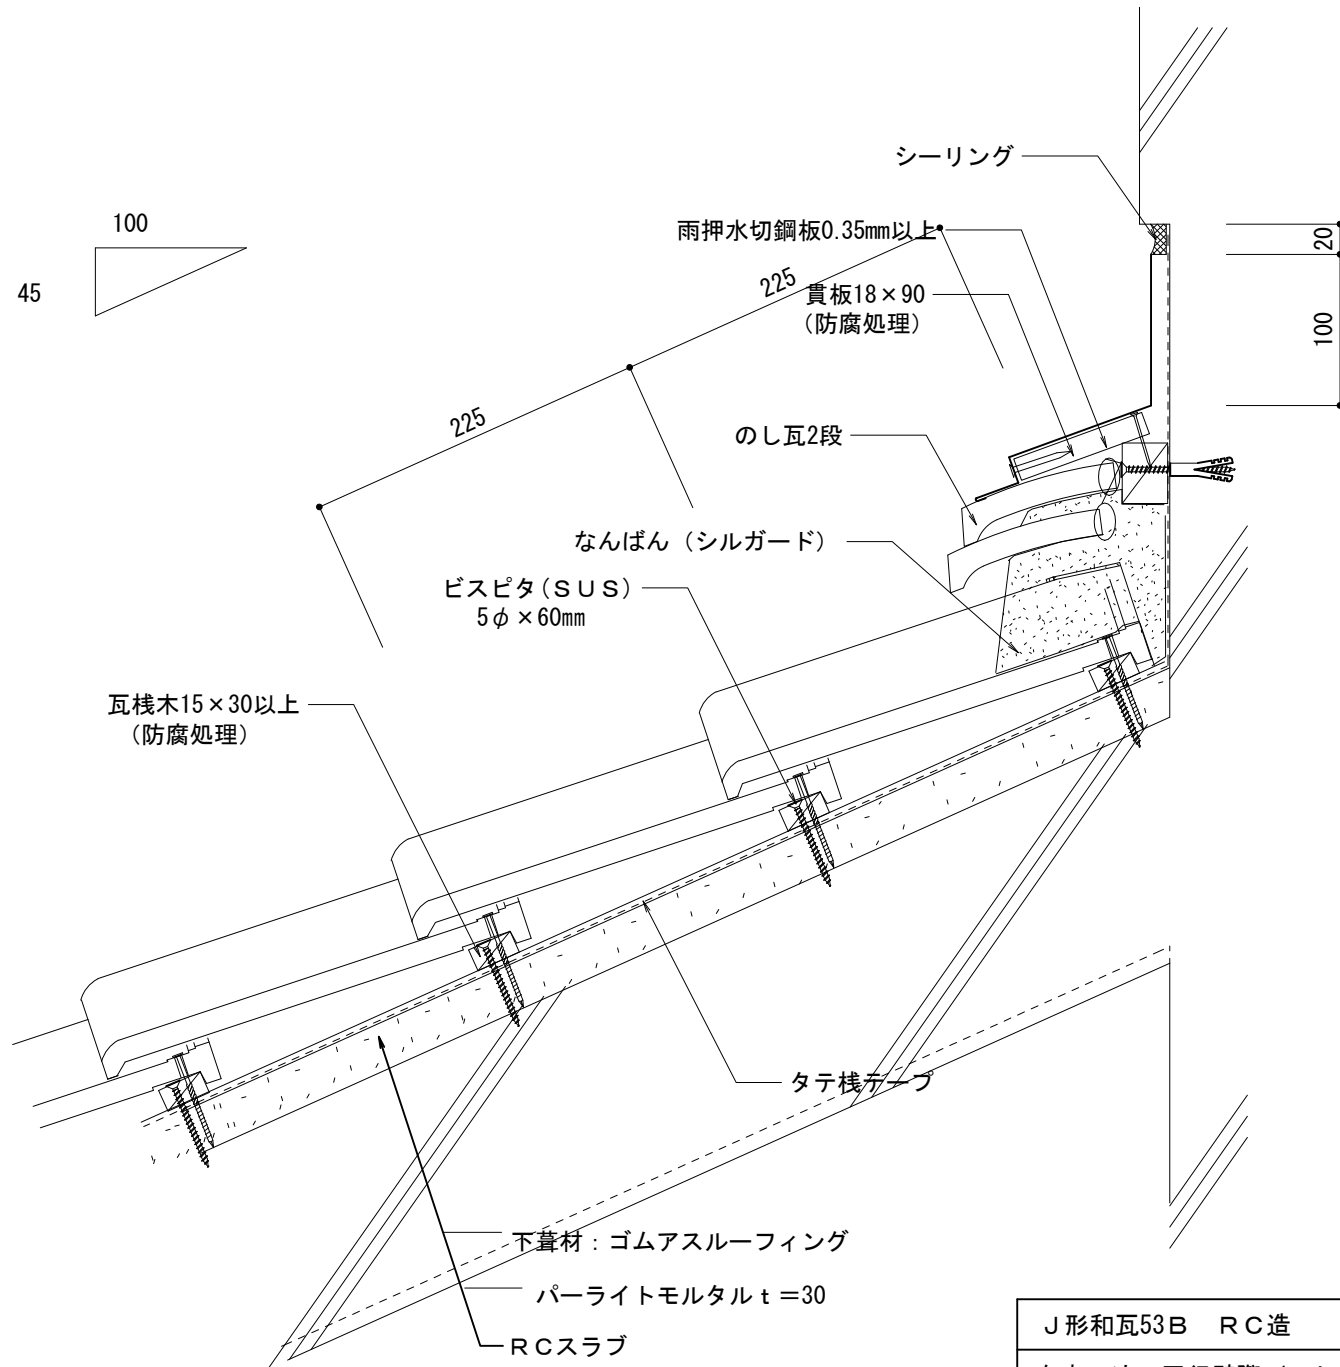 シーリング
雨押水切鋼板0.35mm以上
貫板18×90
（防腐処理）
100
45
225
225
20
100
のし瓦2段
なんばん（シルガード）
ビスピタ(ＳＵＳ)
5φ×60mm
瓦桟木15×30以上
（防腐処理）
タテ桟テープ
下葺材：ゴムアスルーフィング
パーライトモルタルｔ＝30
ＲＣスラブ
Ｊ形和瓦53Ｂ　ＲＣ造